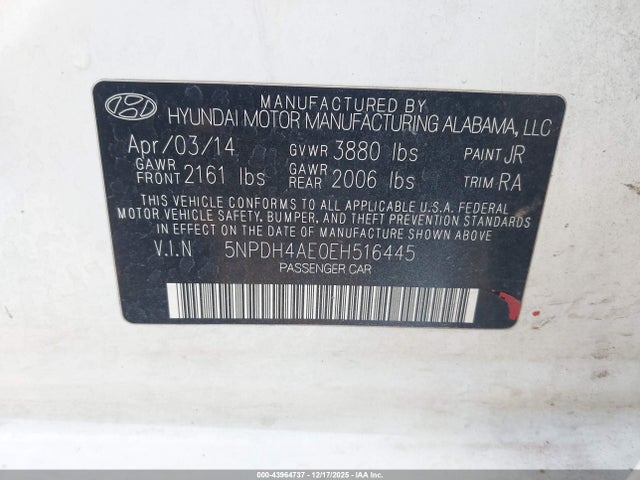 MANUFACTURED BY
HYUNDAI MOTOR MANUFACTURING ALABAMA, LLC
Apr/03/14 GVWR 3880 lbs PAINT JR
GAWR FRONT 2161 lbs GAWR REAR 2006 lbs TRIM RA
THIS VEHICLE CONFORMS TO ALL APPLICABLE U.S.A. FEDERAL
MOTOR VEHICLE SAFETY, BUMPER, AND THEFT PREVENTION STANDARDS
IN EFFECT ON THE DATE OF MANUFACTURE SHOWN ABOVE.
V.I.N 5NPDH4AE0EH516445
PASSENGER CAR
000-43964737 - 12/17/2025 - IAAI.COM